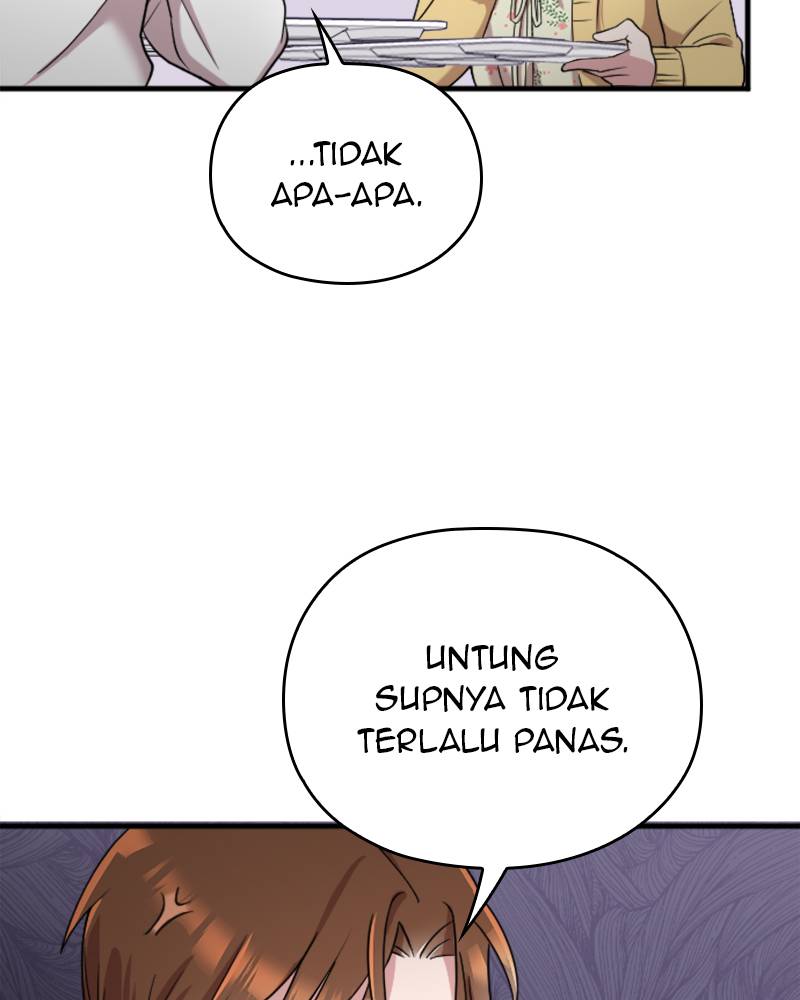 ...TIDAK
APA-APA.
UNTUNG
SUPNYA TIDAK
TERLALU PANAS.